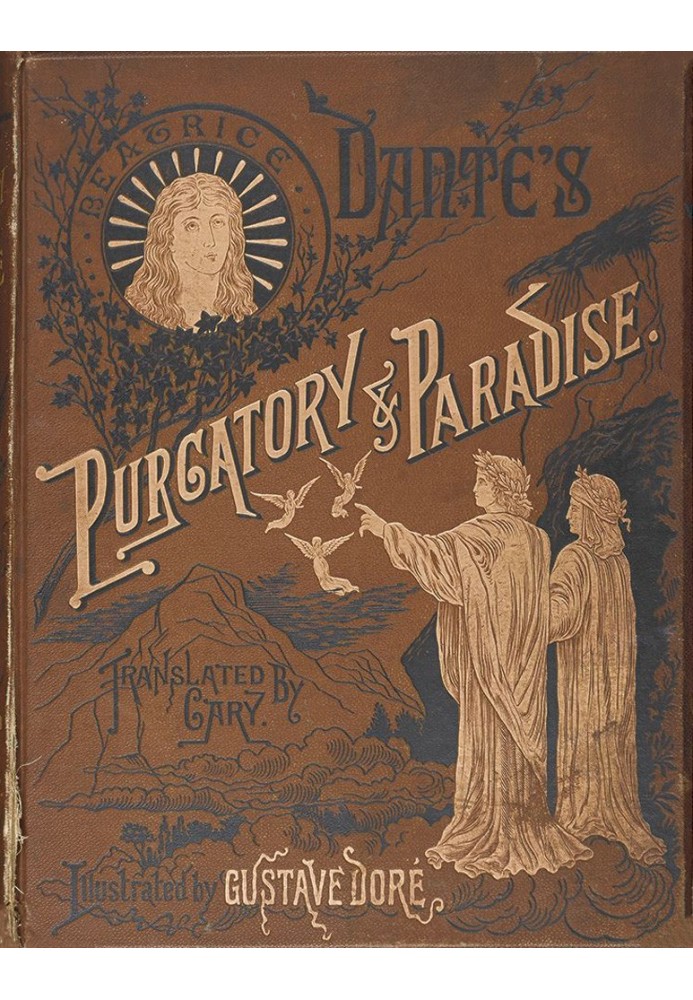 BEATRICE
DANTE'S
PURGATORY & PARADISE.
TRANSLATED BY
CARY.
Illustrated by GUSTAVE DORÉ